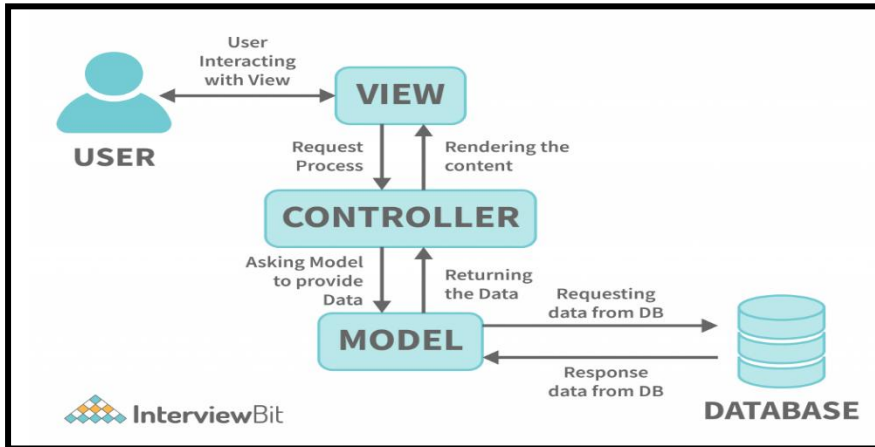 User
Interacting
with View
VIEW
USER
Request
Process
Rendering the
content
CONTROLLER
Asking Model
to provide
Data
Returning
the Data
Requesting
data from DB
MODEL
Response
data from DB
DATABASE
InterviewBit